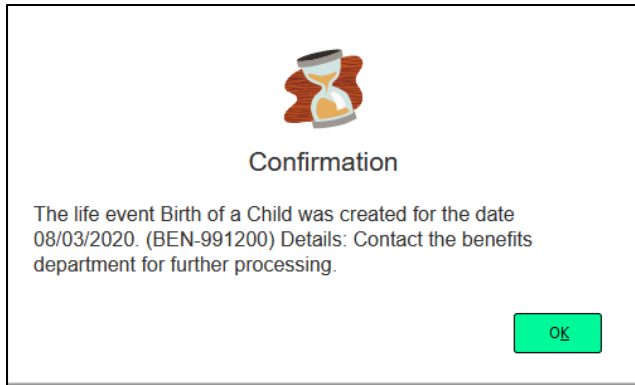 Confirmation
The life event Birth of a Child was created for the date
08/03/2020. (BEN-991200) Details: Contact the benefits
department for further processing.
OK